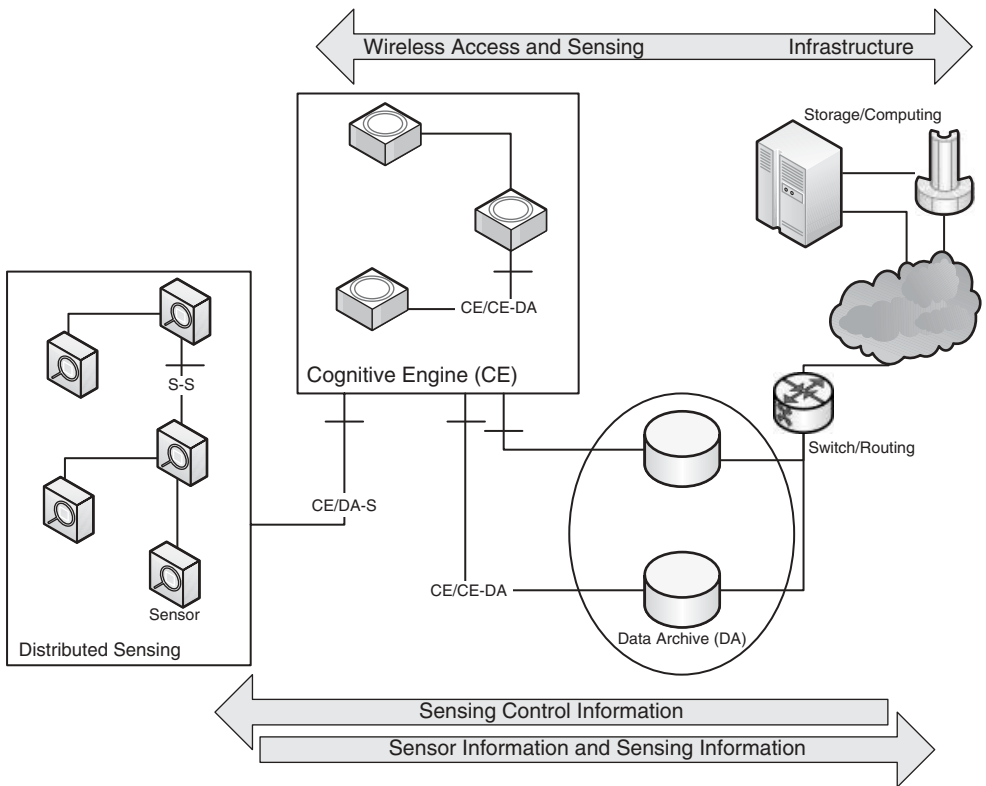 Wireless Access and Sensing
Infrastructure
Storage/Computing
CE/CE-DA
Cognitive Engine (CE)
S-S
Switch/Routing
CE/DA-S
CE/CE-DA
Sensor
Data Archive (DA)
Distributed Sensing
Sensing Control Information
Sensor Information and Sensing Information